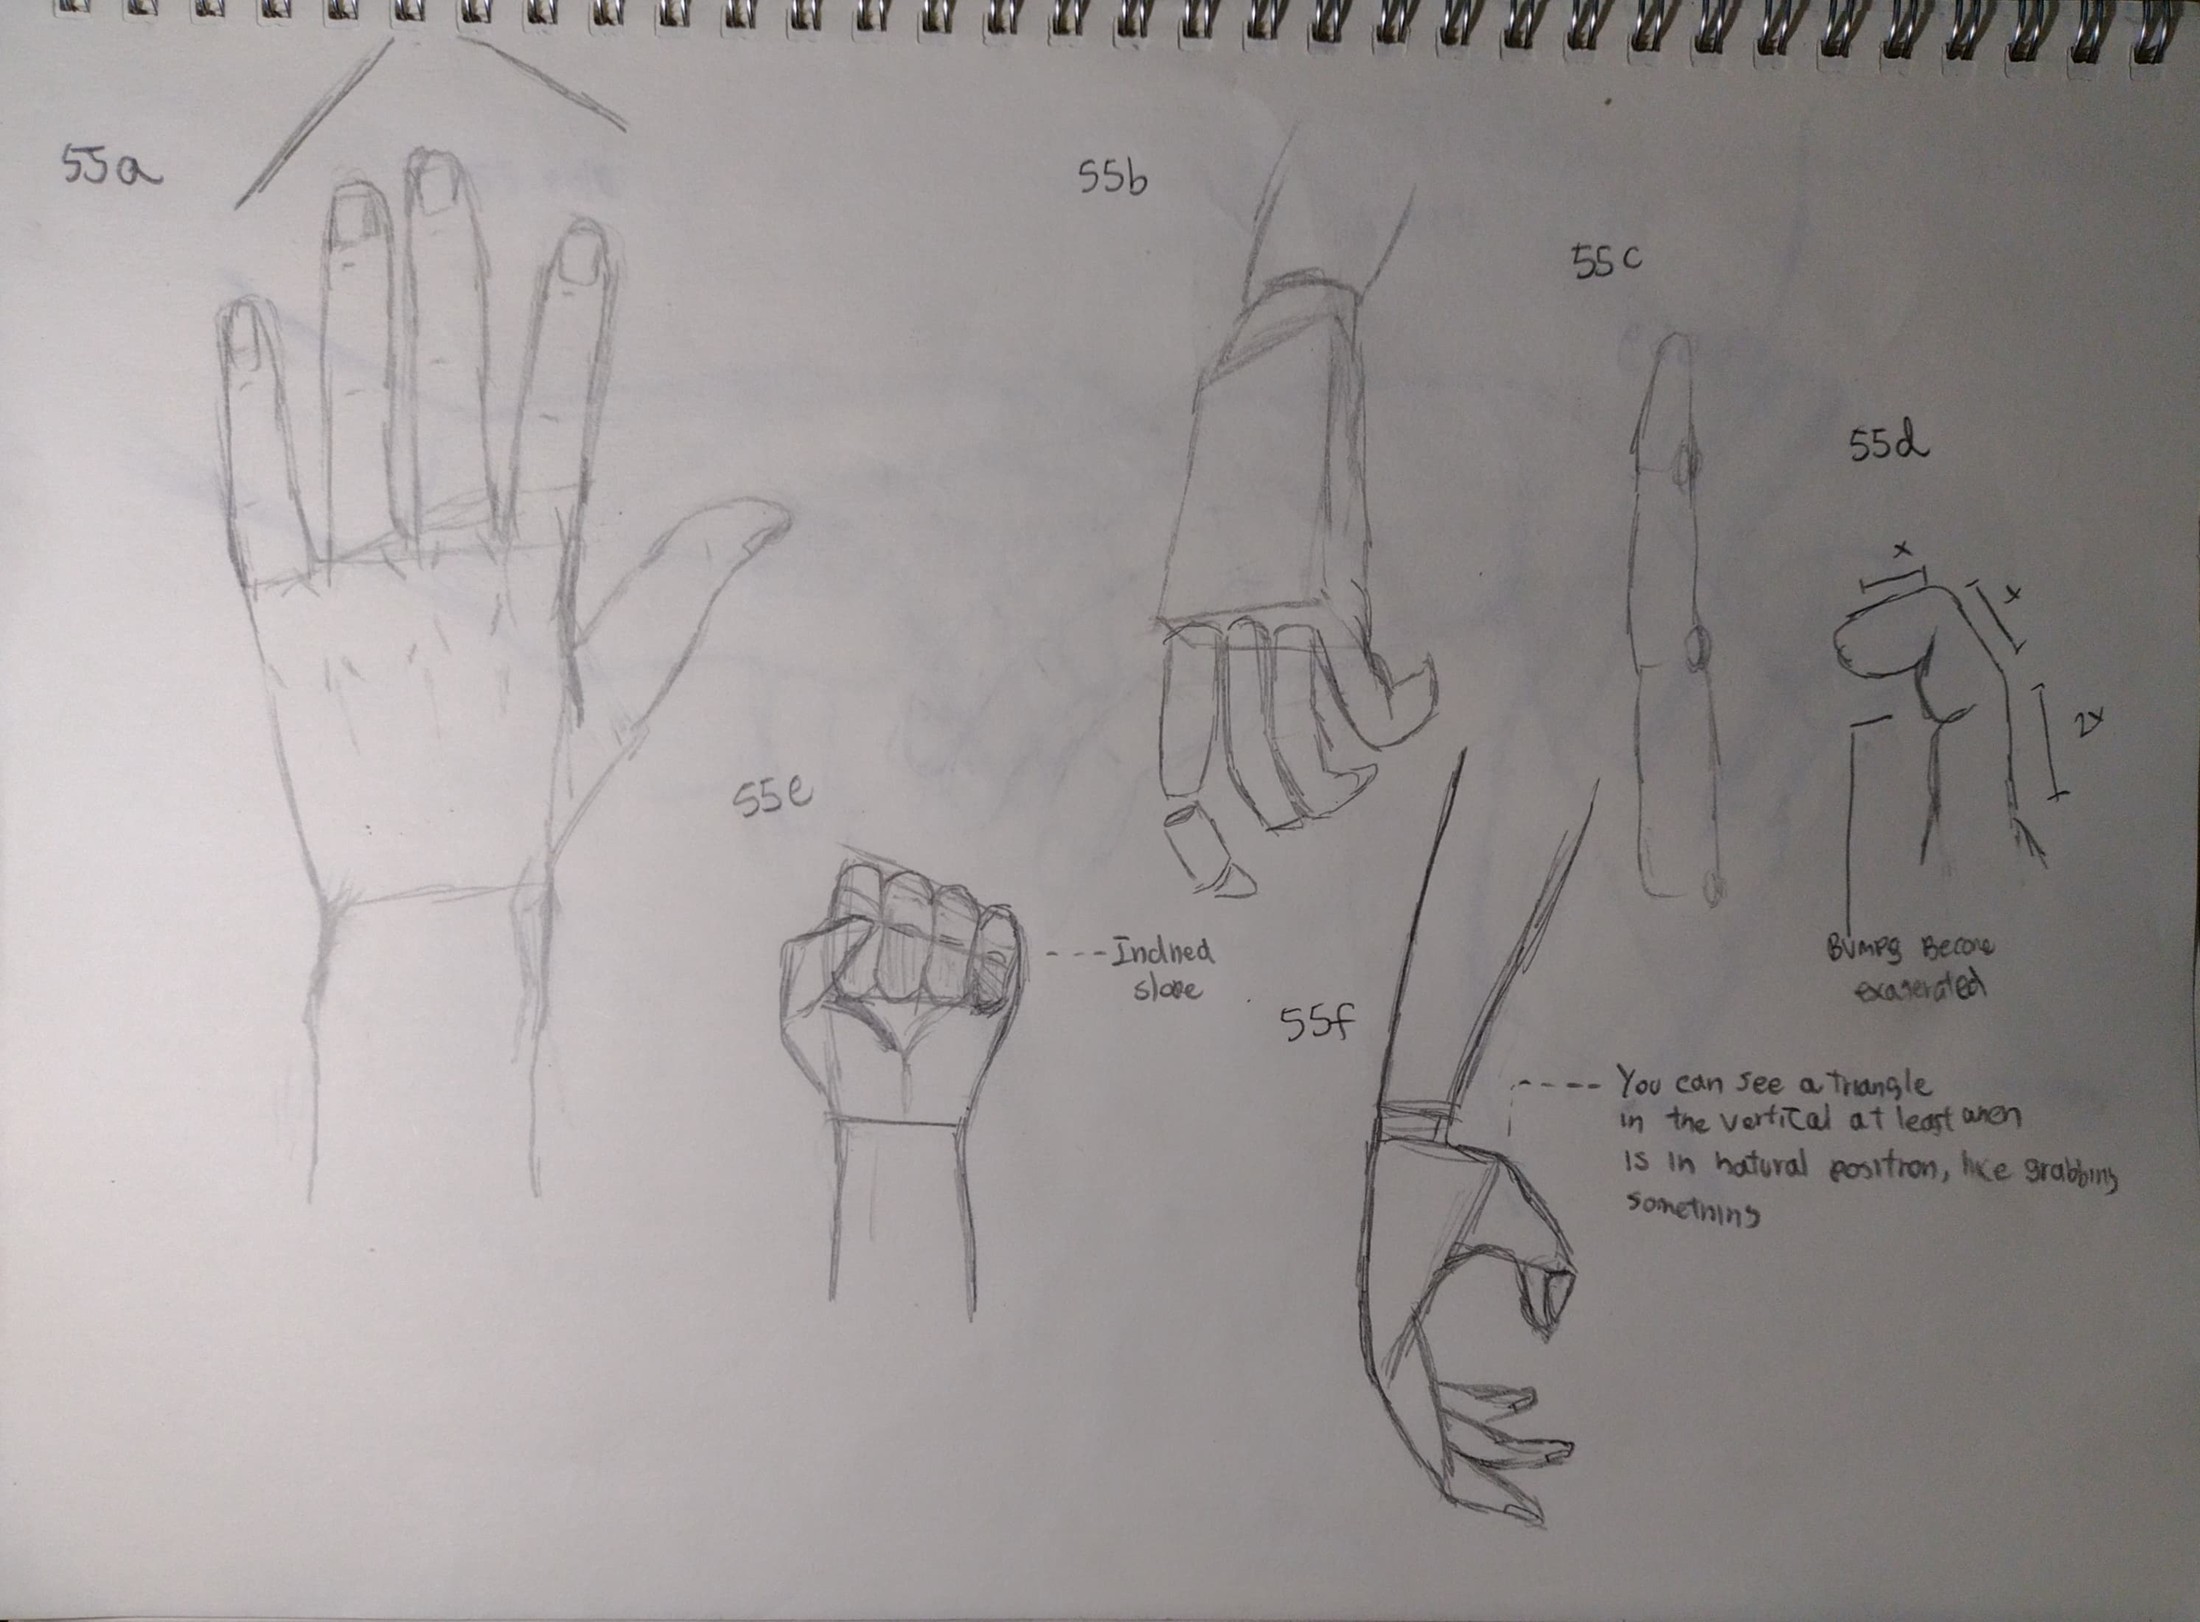 55a
55b
55c
55d
x
x
2x
55e
Inclined
slope
Bumps Become
exagerated
55f
You can see a triangle
in the vertical at least when
is in natural position, like grabbing
something